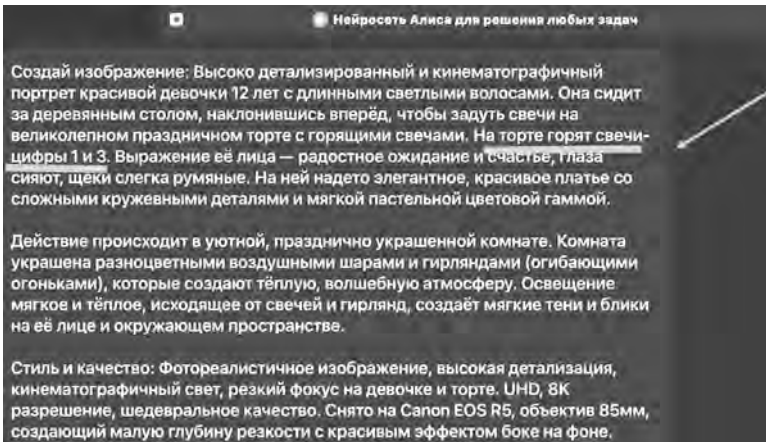 Нейросеть Алиса для решения любых задач
Создай изображение: Высоко детализированный и кинематографичный
портрет красивой девочки 12 лет с длинными светлыми волосами. Она сидит
за деревянным столом, наклонившись вперёд, чтобы задуть свечи на
великолепном праздничном торте с горящими свечами. На торте горят свечи-
цифры 1 и 3. Выражение её лица — радостное ожидание и счастье, глаза
сияют, щёки слегка румяные. На ней надето элегантное, красивое платье со
сложными кружевными деталями и мягкой пастельной цветовой гаммой.
Действие происходит в уютной, празднично украшенной комнате. Комната
украшена разноцветными воздушными шарами и гирляндами (огибающими
огоньками), которые создают тёплую, волшебную атмосферу. Освещение
мягкое и тёплое, исходящее от свечей и гирлянд, создаёт мягкие тени и блики
на её лице и окружающем пространстве.
Стиль и качество: Фотореалистичное изображение, высокая детализация,
кинематографичный свет, резкий фокус на девочке и торте. UHD, 8K
разрешение, шедевральное качество. Снято на Canon EOS R5, объектив 85мм,
создающий малую глубину резкости с красивым эффектом боке на фоне.